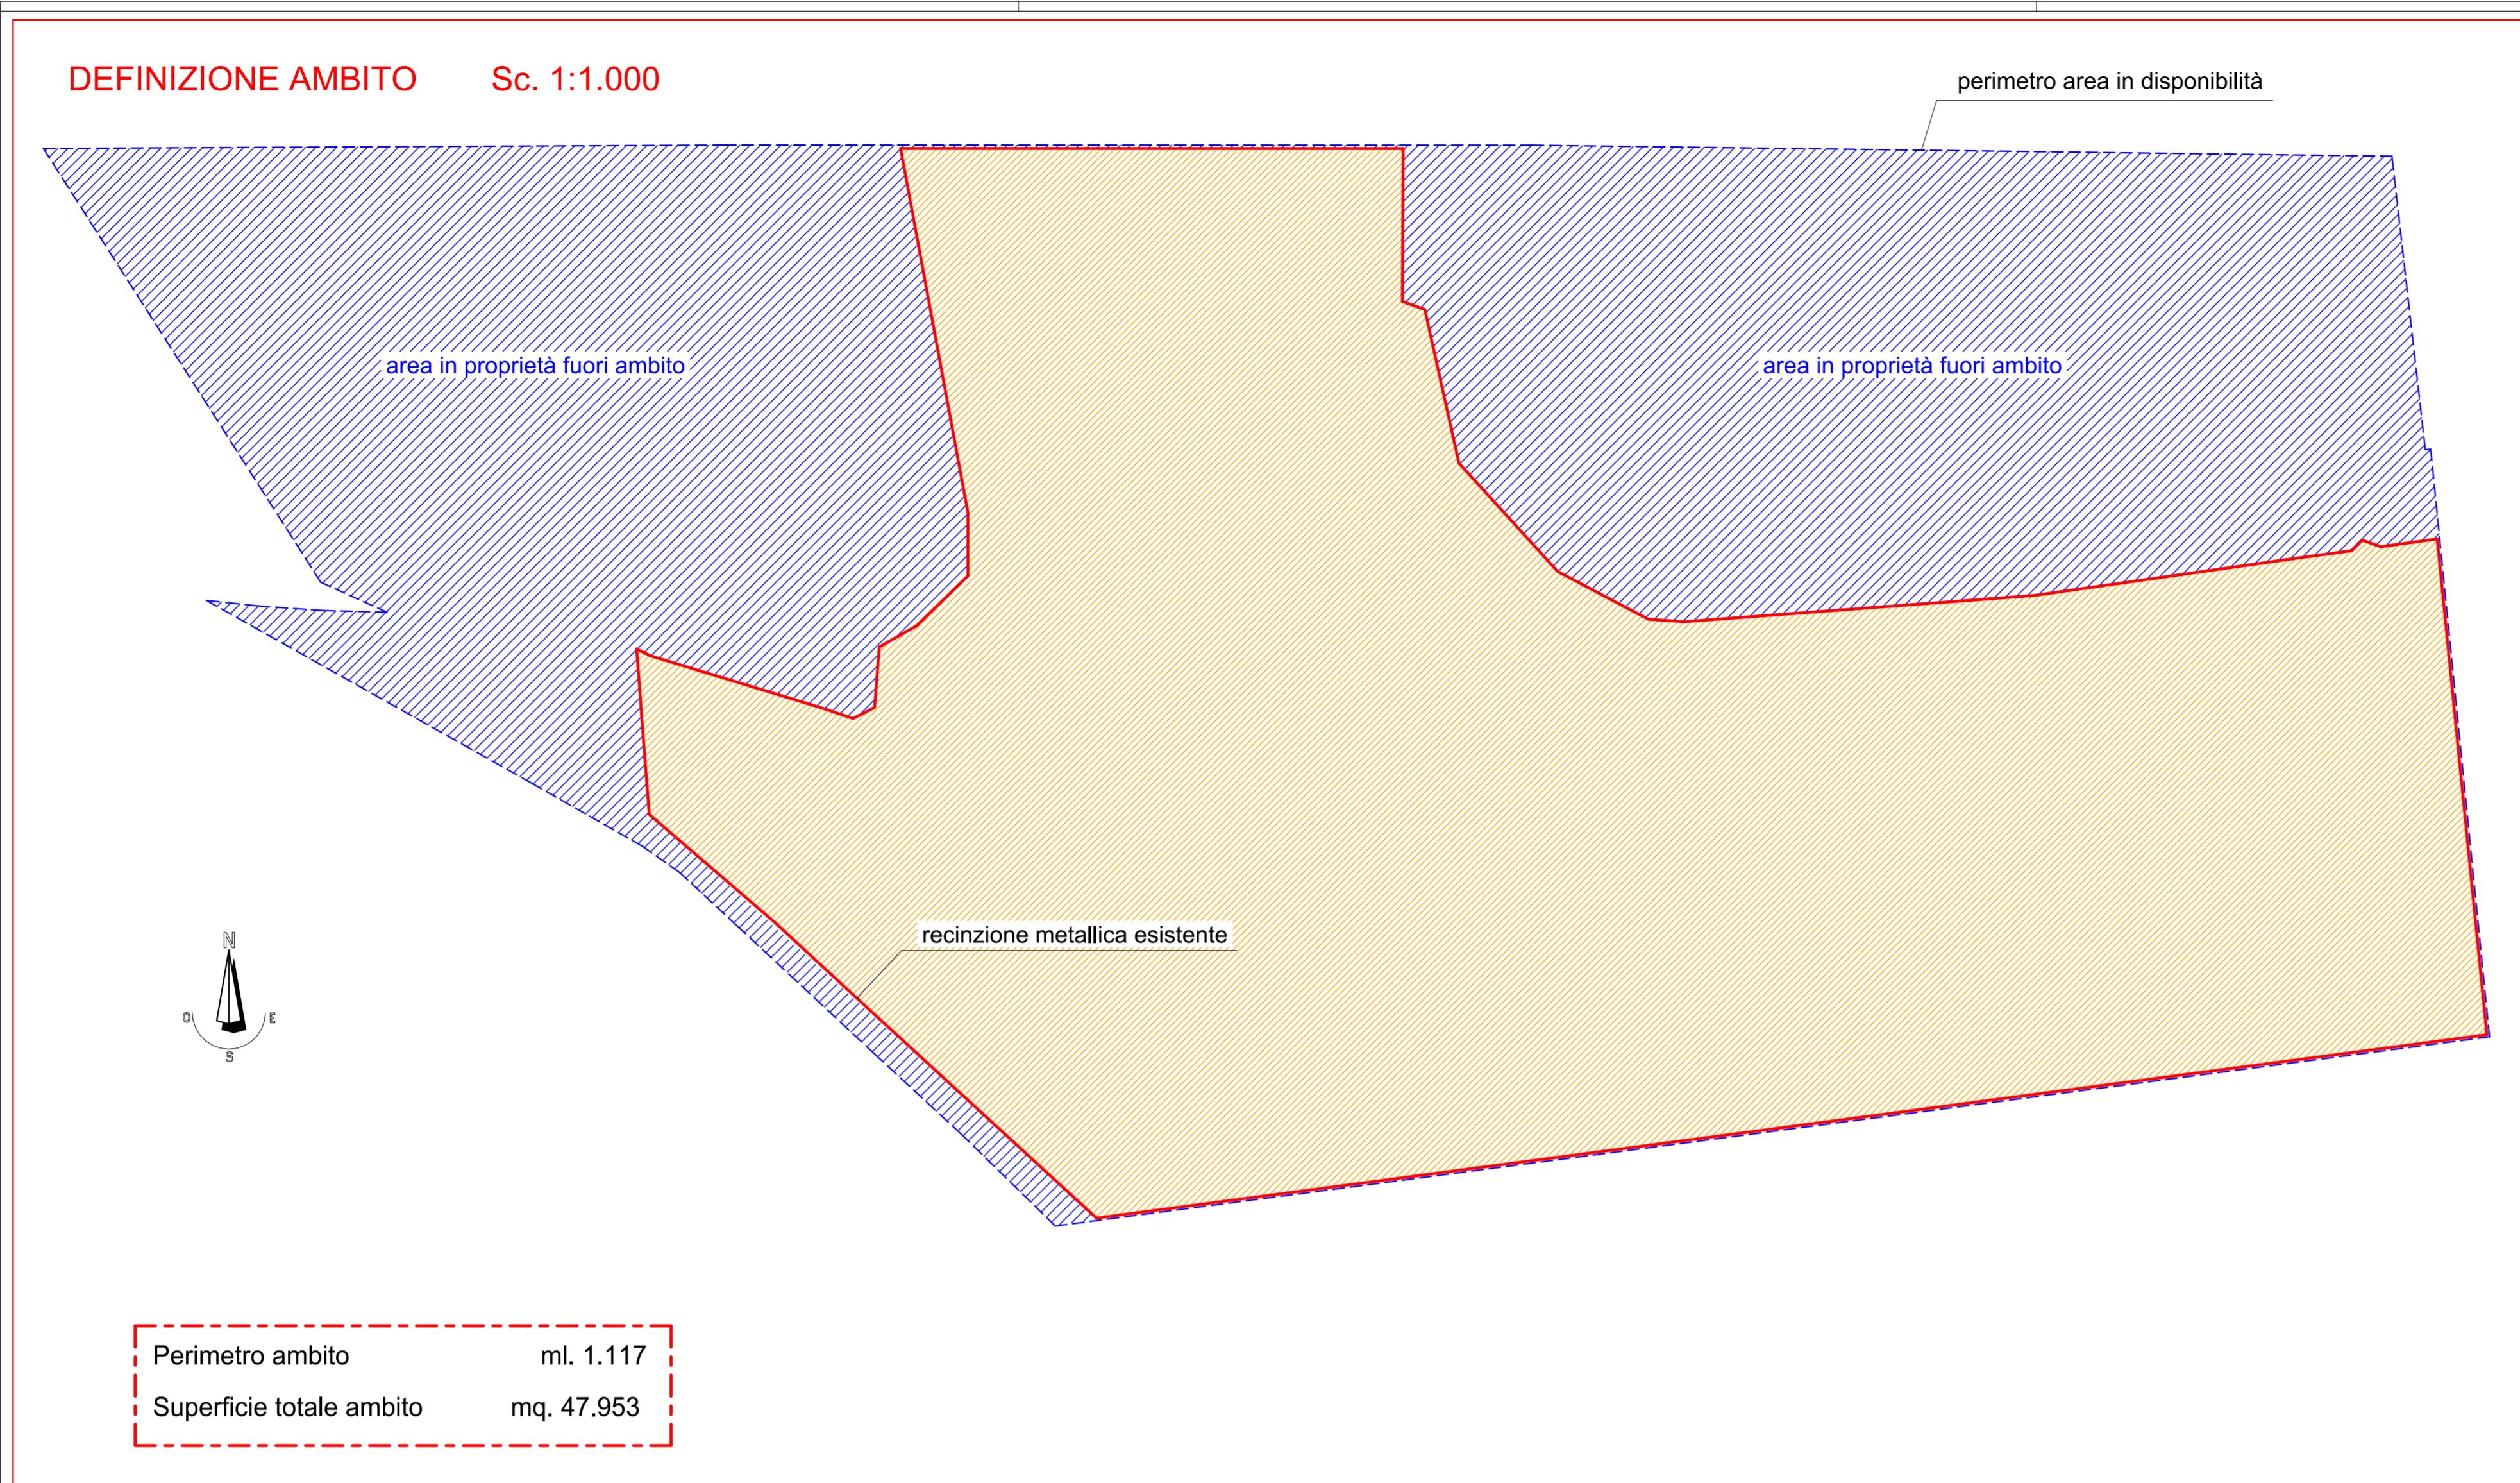 DEFINIZIONE AMBITO Sc. 1:1.000
perimetro area in disponibilità
area in proprietà fuori ambito
area in proprietà fuori ambito
recinzione metallica esistente
N
O E
S
Perimetro ambito ml. 1.117
Superficie totale ambito mq. 47.953